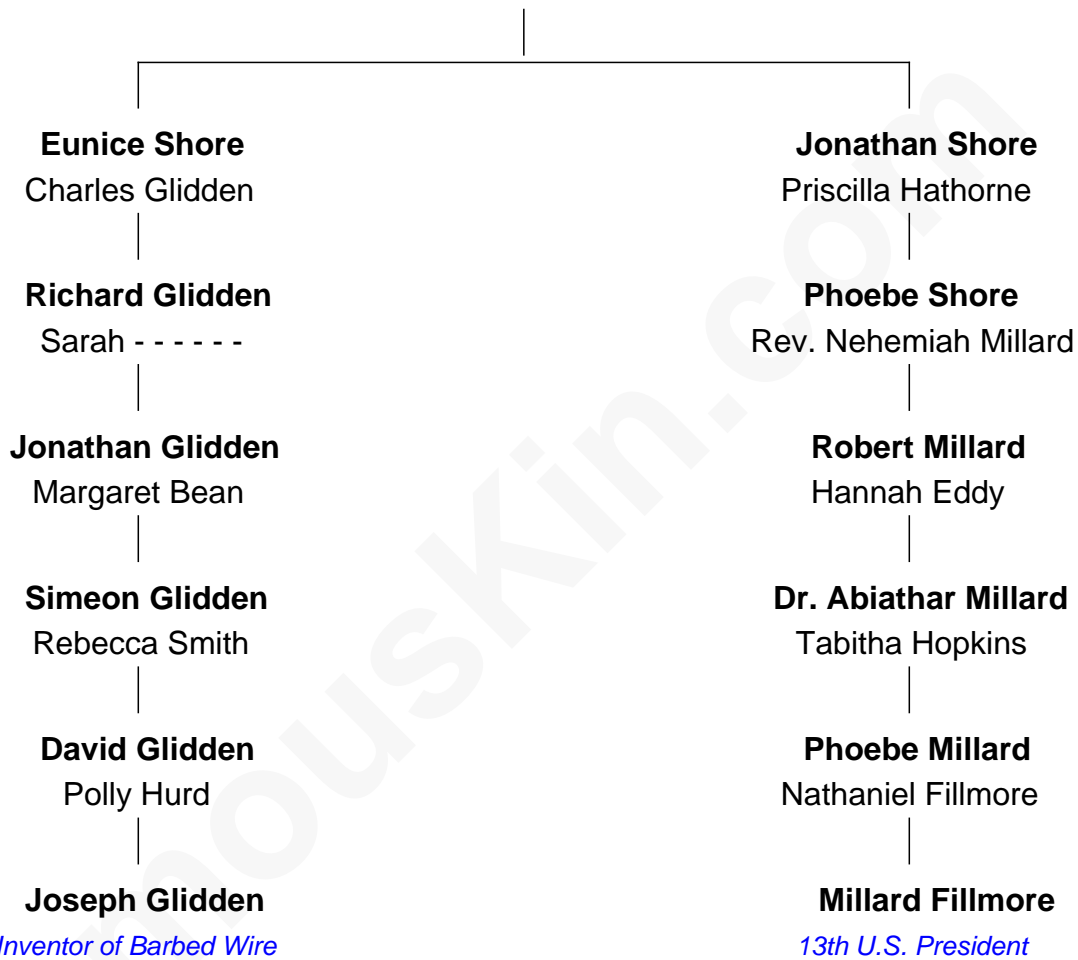 Eunice Shore
Charles Glidden
Richard Glidden
Sarah - - - - - -
Jonathan Glidden
Margaret Bean
Simeon Glidden
Rebecca Smith
David Glidden
Polly Hurd
Joseph Glidden
Inventor of Barbed Wire
Jonathan Shore
Priscilla Hathorne
Phoebe Shore
Rev. Nehemiah Millard
Robert Millard
Hannah Eddy
Dr. Abiathar Millard
Tabitha Hopkins
Phoebe Millard
Nathaniel Fillmore
Millard Fillmore
13th U.S. President
mousKin.com